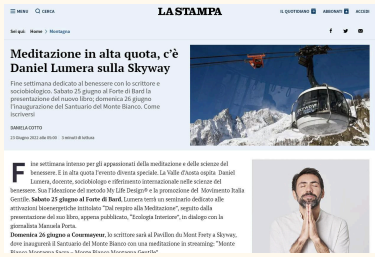 MENU
CERCA
LA STAMPA
IL QUOTIDIANO
ABBONATI
ACCEDI
Sei qui: Home > Montagna
Meditazione in alta quota, c'è
Daniel Lumera sulla Skyway
Fine settimana dedicato al benessere con lo scrittore e
sociobiologico. Sabato 25 giugno al Forte di Bard la
presentazione del nuovo libro; domenica 26 giugno
l'inaugurazione del Santuario del Monte Bianco. Come
iscriversi
DANIELA COTTO
23 Giugno 2022 alle 00:00
3 minuti di lettura
Fine settimana intenso per gli appassionati della meditazione e delle scienze del
benessere. E in alta quota l'evento diventa speciale. La Valle d'Aosta ospita Daniel
Lumera, docente, sociobiologo e riferimento internazionale nelle scienze del
benessere. Sua l'ideazione del metodo My Life Design® e la promozione del Movimento Italia
Gentile. Sabato 25 giugno al Forte di Bard, Lumera terrà un seminario dedicato alle
attivazioni bioenergetiche intitolato "Dal respiro alla Meditazione", seguito dalla
presentazione del suo libro, appena pubblicato, "Ecologia Interiore", in dialogo con la
giornalista Manuela Porta.
Domenica 26 giugno a Courmayeur, lo scrittore sarà al Pavillon du Mont Frety a Skyway,
dove inaugurerà il Santuario del Monte Bianco con una meditazione in streaming: "Monte